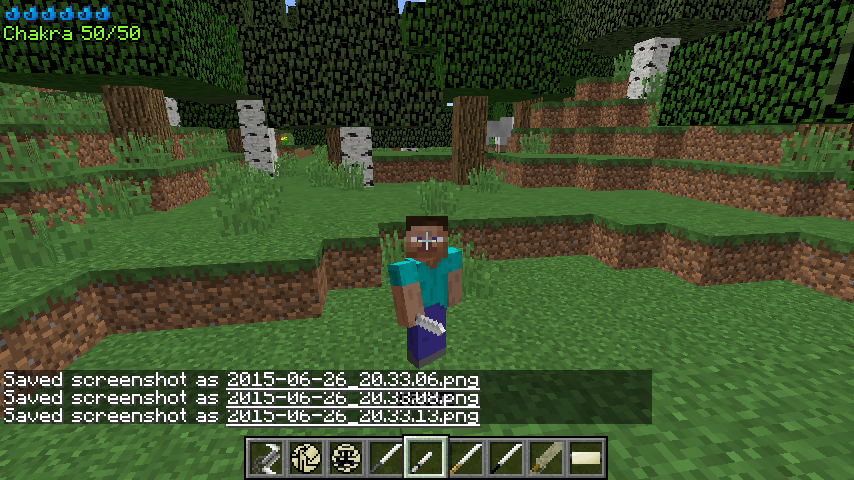 Chakra 50/50
Saved screenshot as 2015-06-26_20.33.06.png
Saved screenshot as 2015-06-26_20.33.08.png
Saved screenshot as 2015-06-26_20.33.13.png